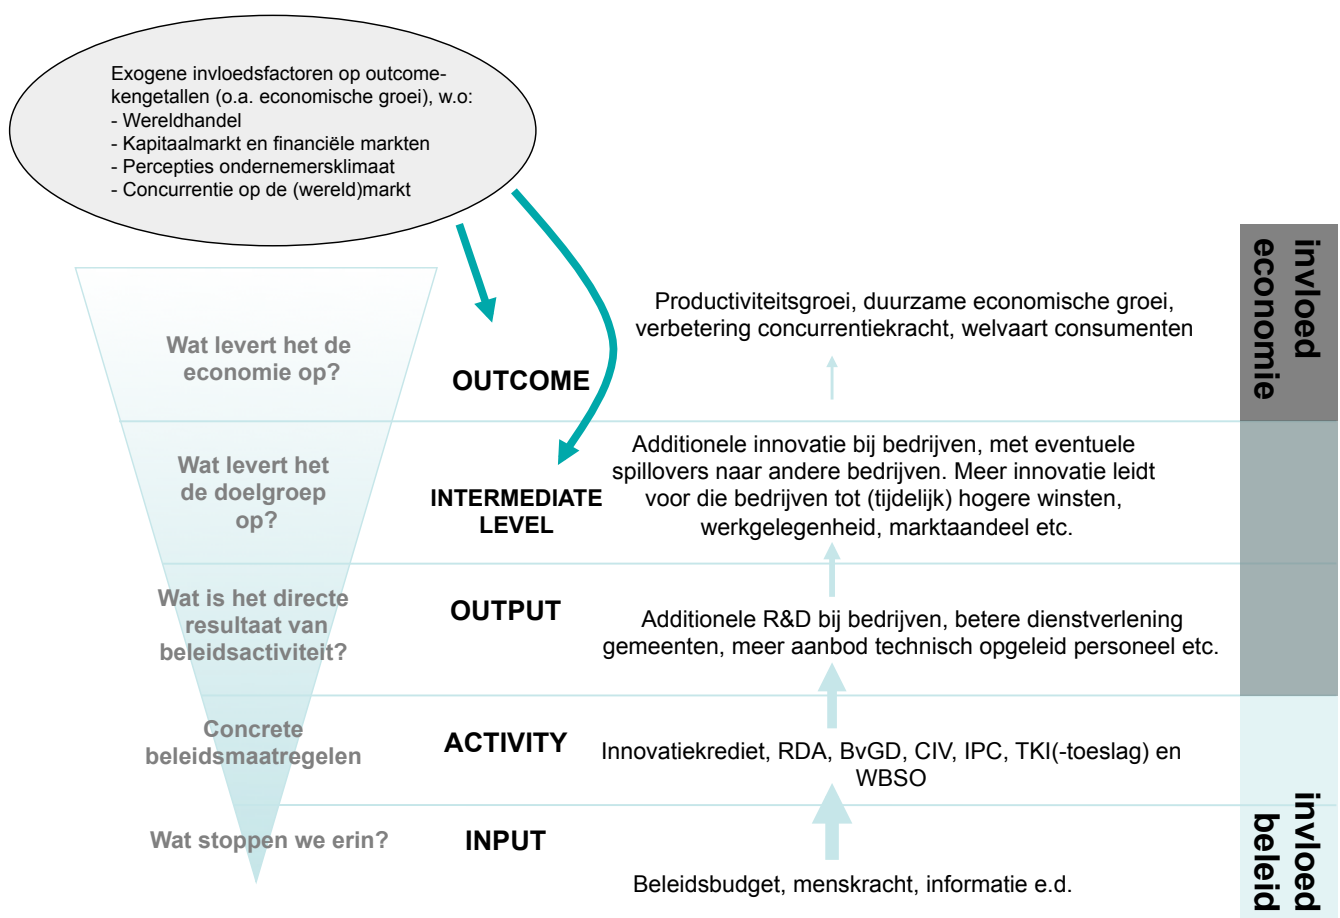 Exogene invloedsfactoren op outcome-
kengetallen (o.a. economische groei), w.o:
- Wereldhandel
- Kapitaalmarkt en financiële markten
- Percepties ondernemersklimaat
- Concurrentie op de (wereld)markt
invloed
economie
Wat levert het de
economie op?
OUTCOME
Productiviteitsgroei, duurzame economische groei,
verbetering concurrentiekracht, welvaart consumenten
Wat levert het
de doelgroep
op?
INTERMEDIATE
LEVEL
Additionele innovatie bij bedrijven, met eventuele
spillovers naar andere bedrijven. Meer innovatie leidt
voor die bedrijven tot (tijdelijk) hogere winsten,
werkgelegenheid, marktaandeel etc.
Wat is het directe
resultaat van
beleidsactiviteit?
OUTPUT
Additionele R&D bij bedrijven, betere dienstverlening
gemeenten, meer aanbod technisch opgeleid personeel etc.
Concrete
beleidsmaatregelen
ACTIVITY
Innovatiekrediet, RDA, BvGD, CIV, IPC, TKI(-toeslag) en
WBSO
Wat stoppen we erin?
INPUT
Beleidsbudget, menskracht, informatie e.d.
invloed
beleid